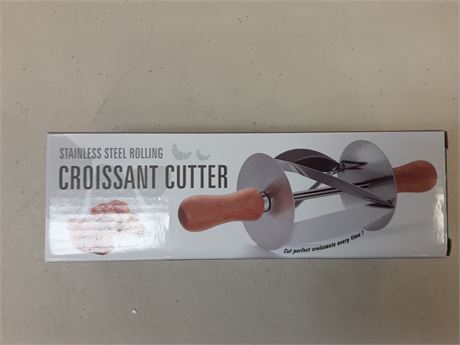 STAINLESS STEEL ROLLING
CROISSANT CUTTER
Cut perfect croissants every time !